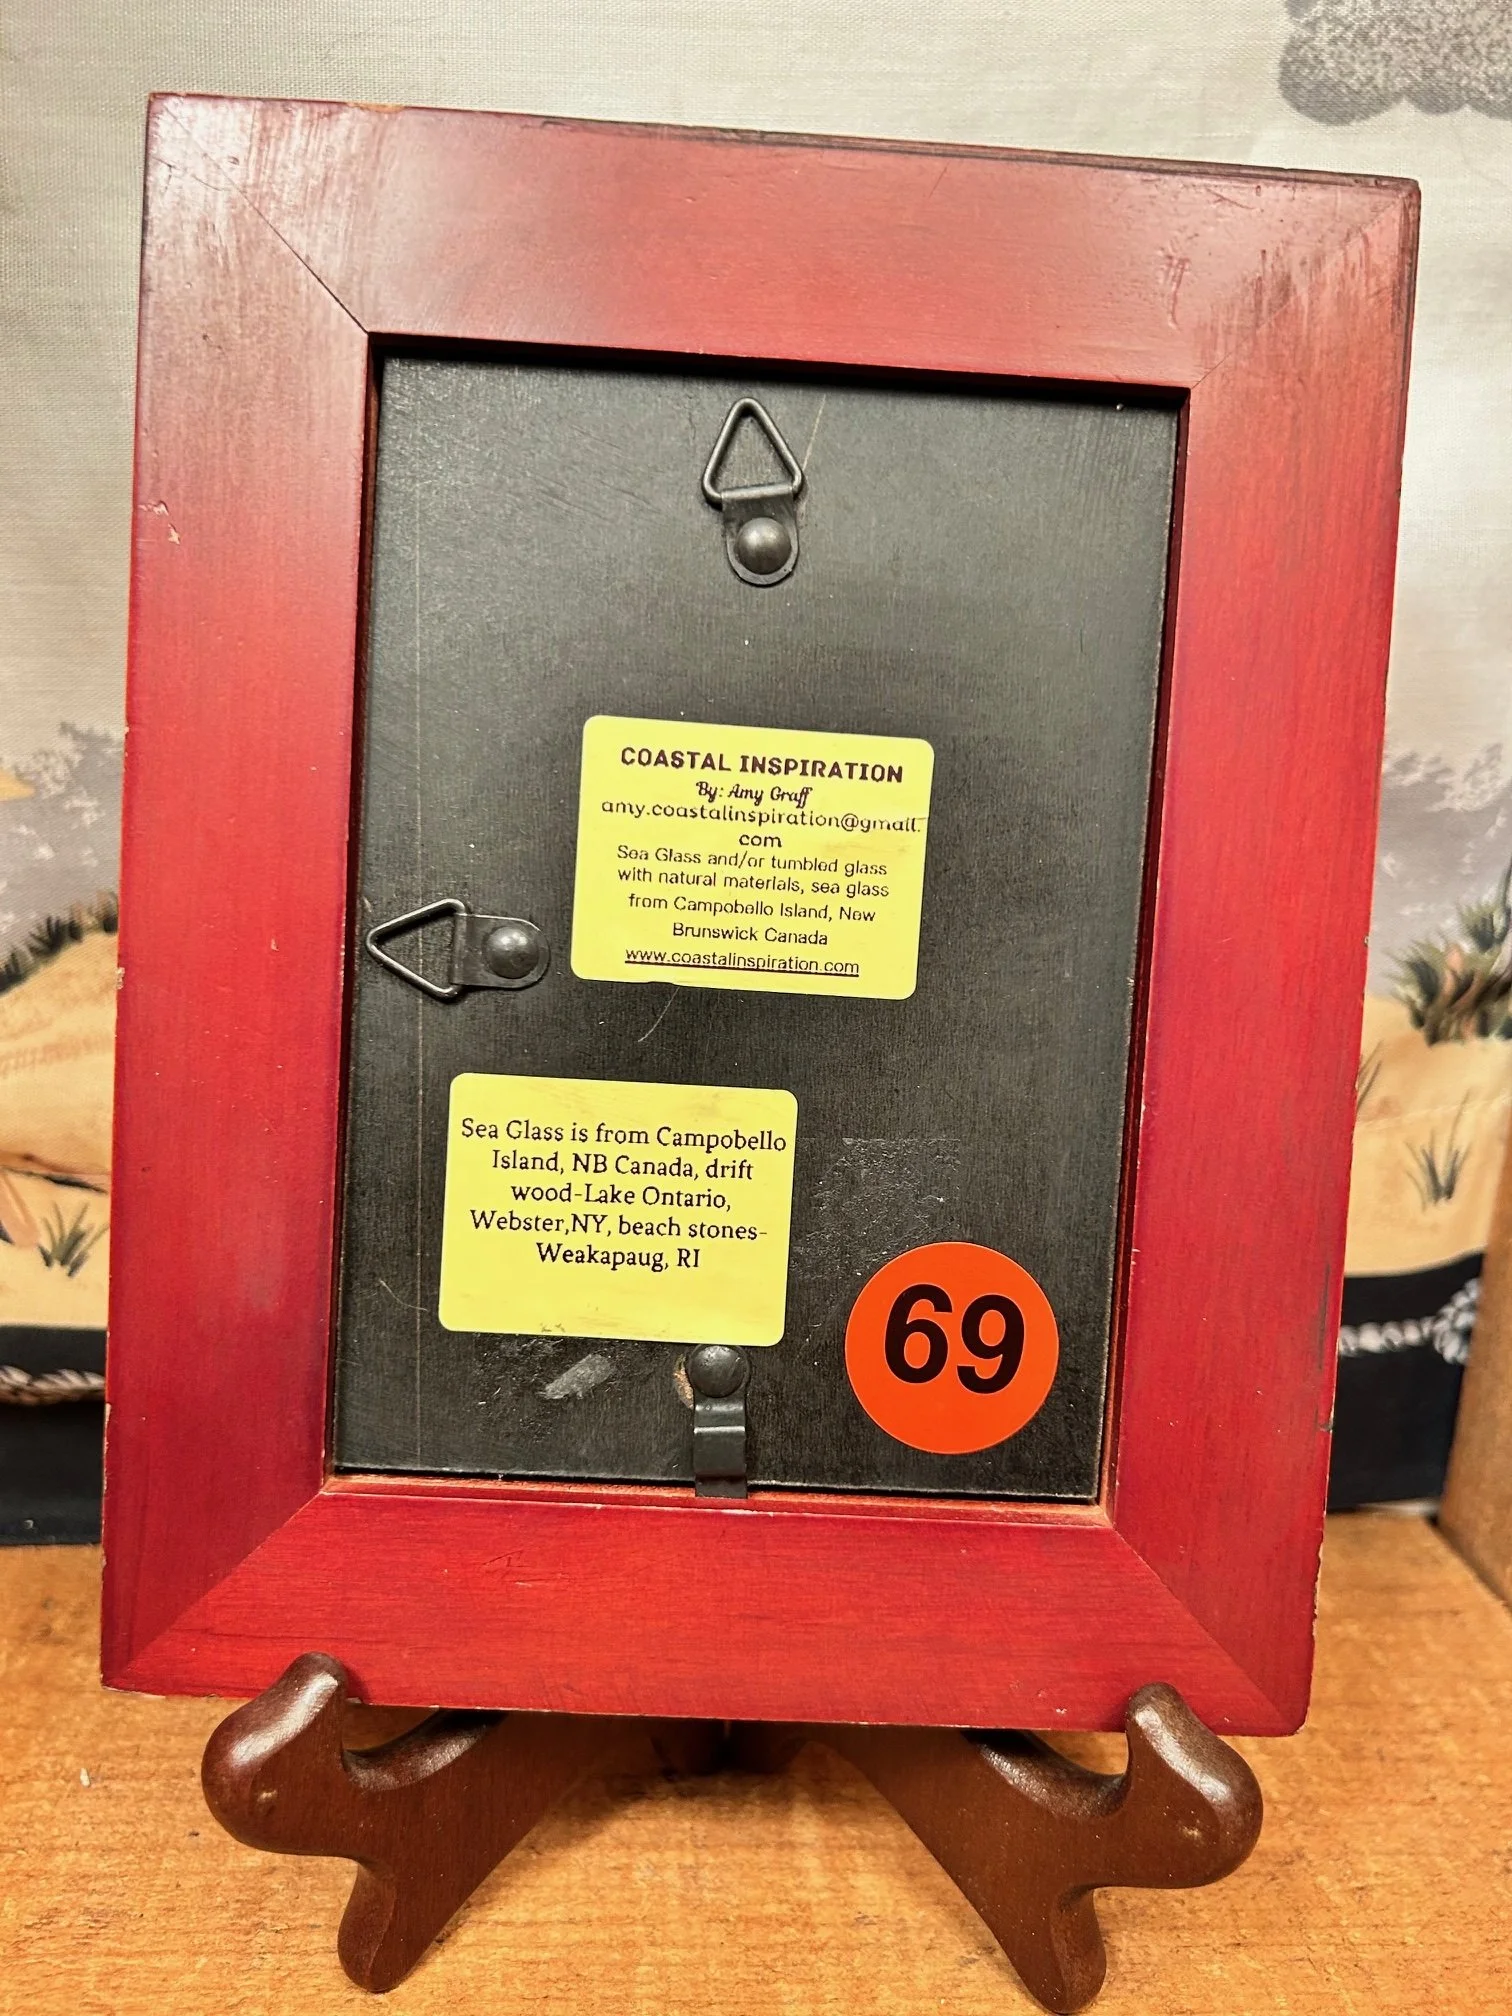 COASTAL INSPIRATION
By: Amy Graff
amy.coastalinspiration@gmail.
com
Sea Glass and/or tumbled glass
with natural materials, sea glass
from Campobello Island, New
Brunswick Canada
www.coastalinspiration.com
Sea Glass is from Campobello
Island, NB Canada, drift
wood-Lake Ontario,
Webster,NY, beach stones-
Weakapaug, RI
69